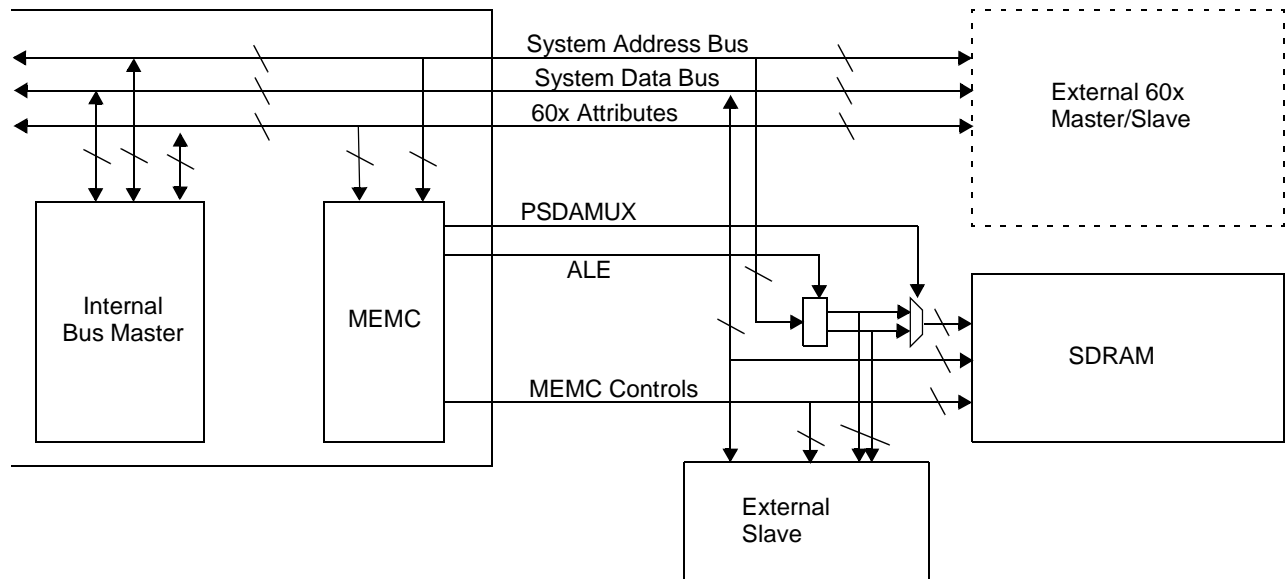 System Address Bus
System Data Bus
60x Attributes
External 60x
Master/Slave
PSDAMUX
ALE
Internal
Bus Master
MEMC
SDRAM
MEMC Controls
External
Slave